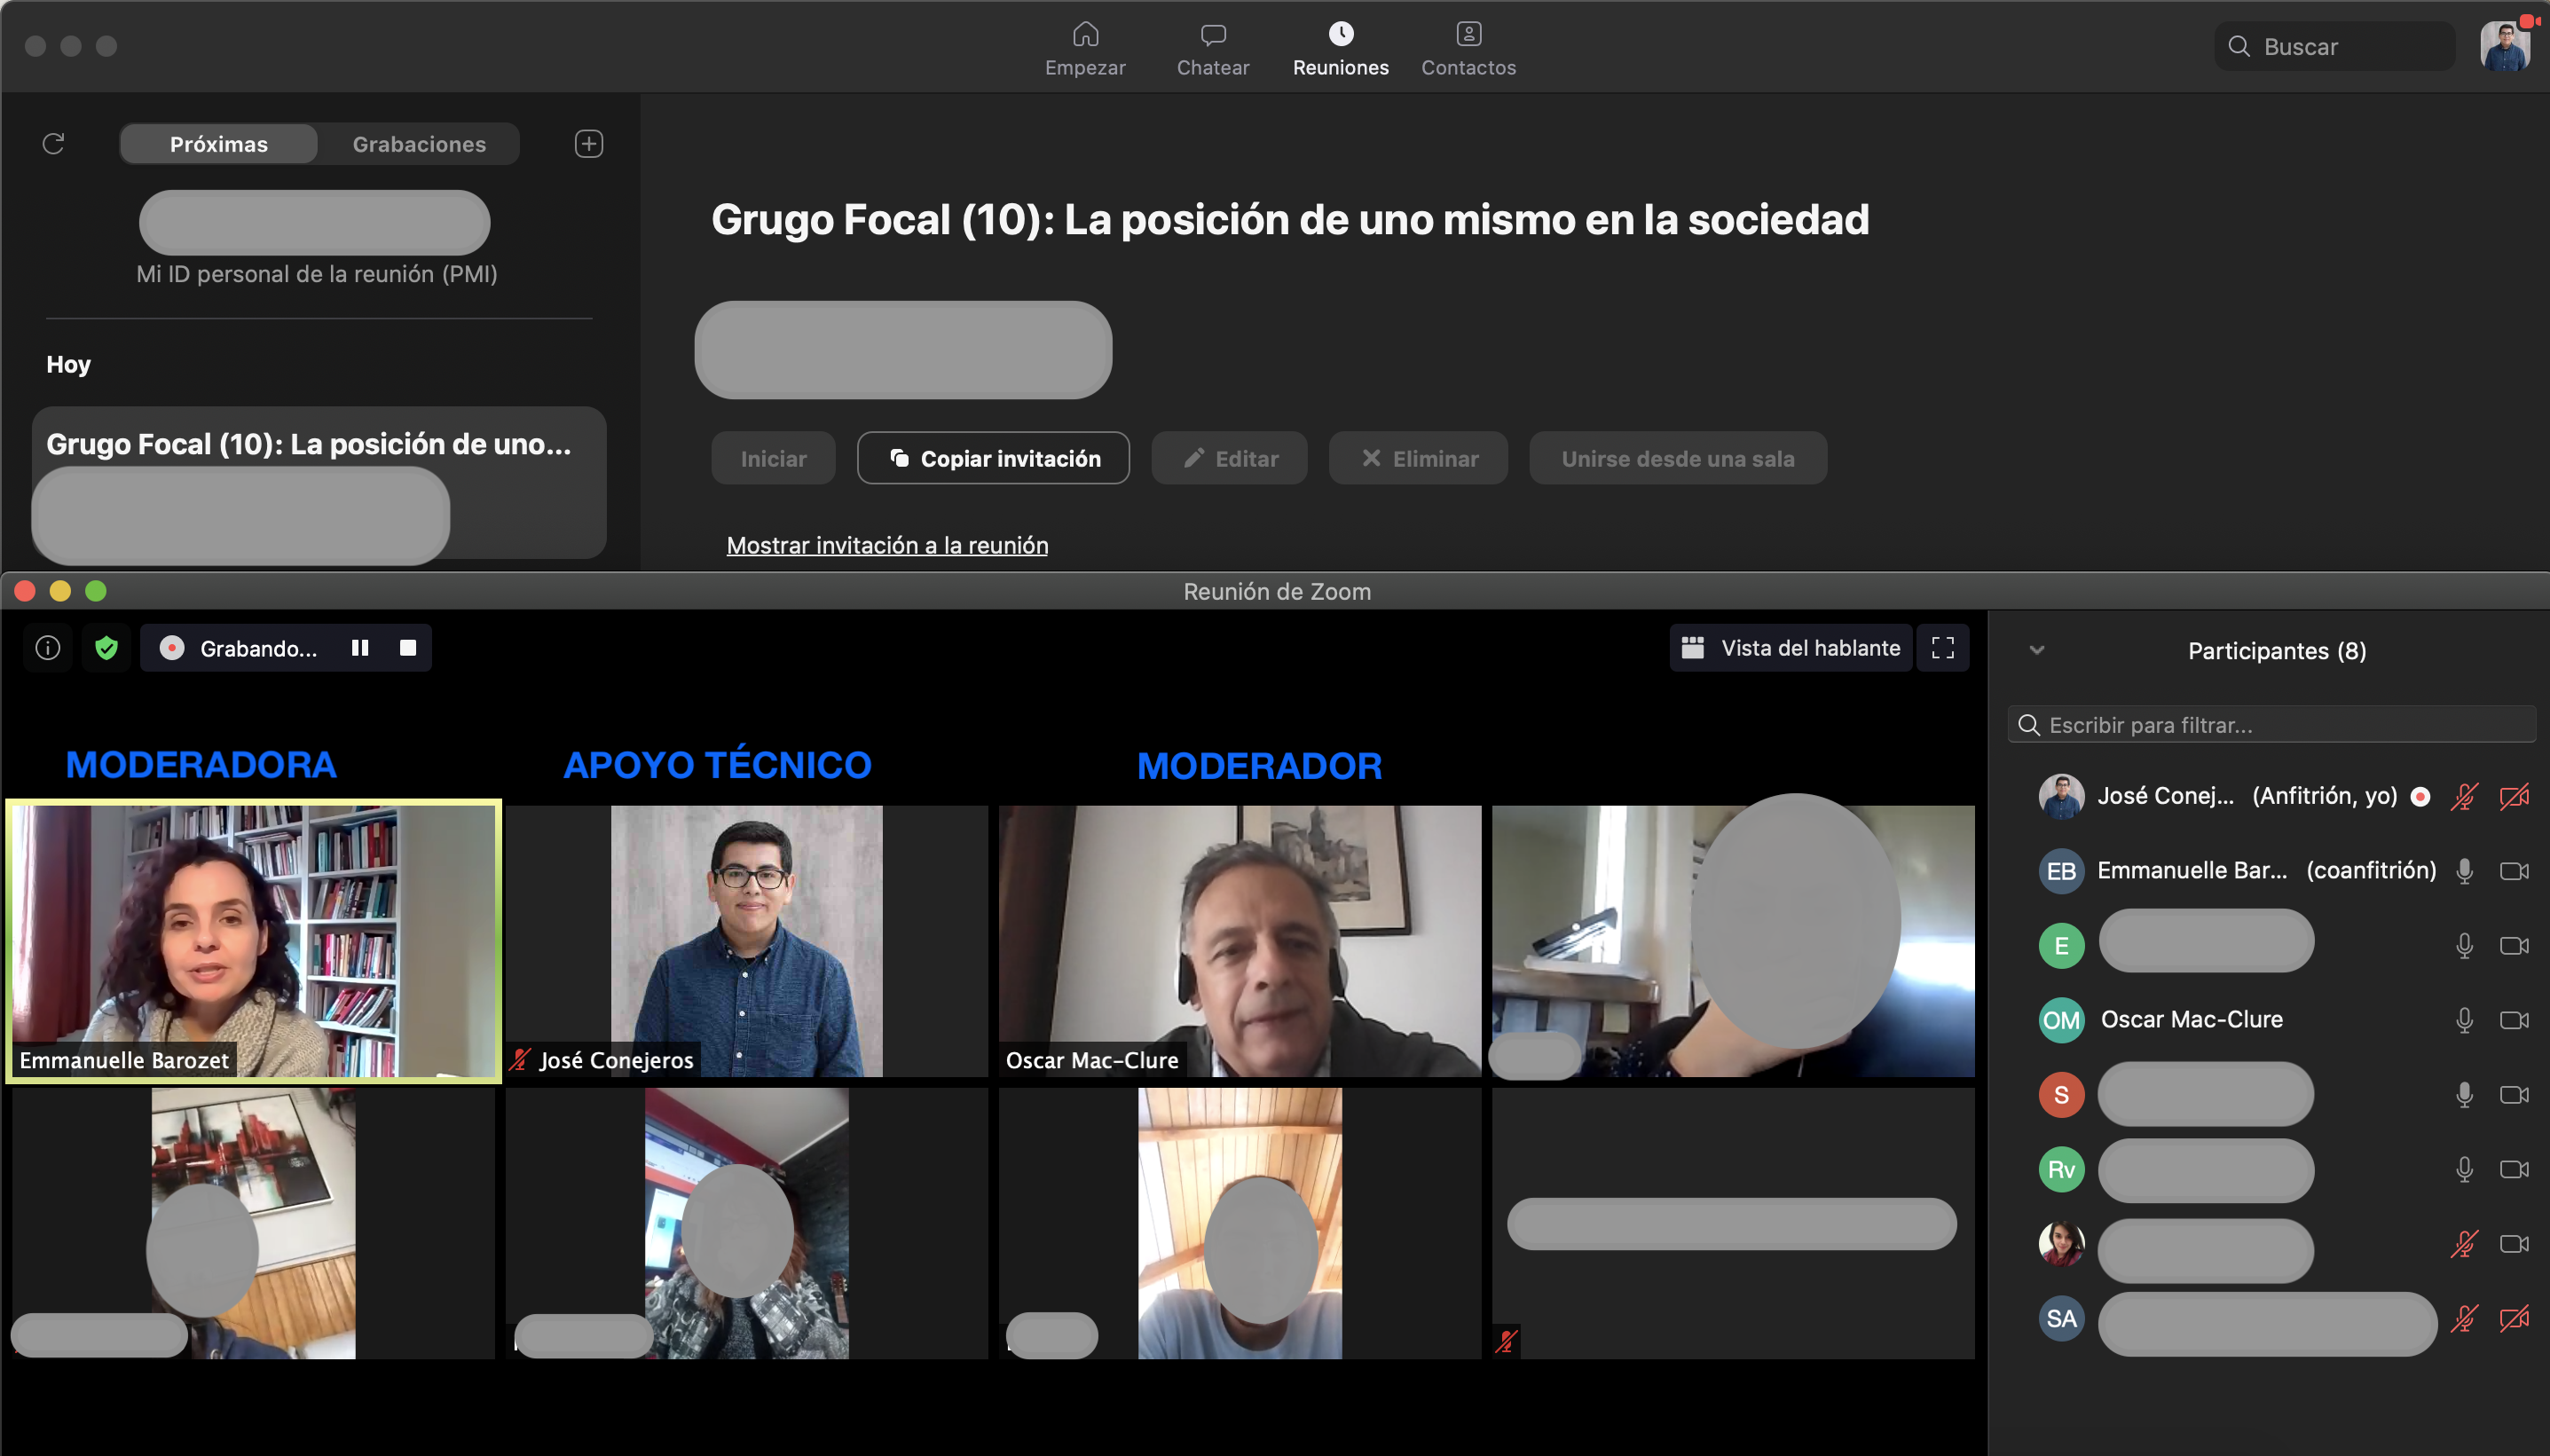 Empezar
Chatear
Reuniones
Contactos
Buscar
Próximas
Grabaciones
Mi ID personal de la reunión (PMI)
Hoy
Grugo Focal (10): La posición de uno...
Grugo Focal (10): La posición de uno mismo en la sociedad
Iniciar
Copiar invitación
Editar
Eliminar
Unirse desde una sala
Mostrar invitación a la reunión
Reunión de Zoom
Grabando...
Vista del hablante
MODERADORA
APOYO TÉCNICO
MODERADOR
Emmanuelle Barozet
José Conejeros
Oscar Mac-Clure
Participantes (8)
Escribir para filtrar...
José Conej... (Anfitrión, yo)
EB Emmanuelle Bar... (coanfitrión)
E
OM Oscar Mac-Clure
S
Rv
SA